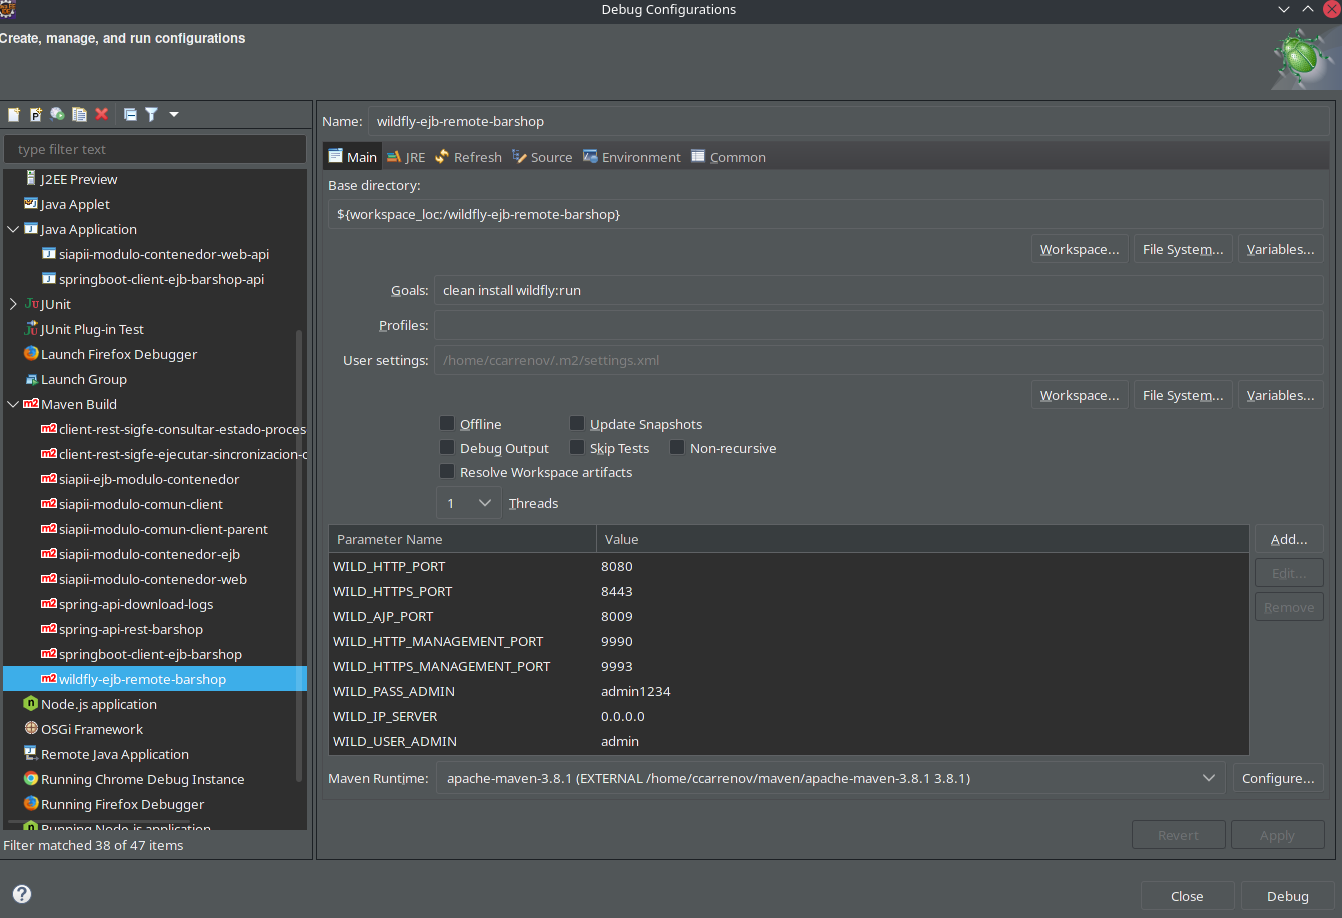 Debug Configurations
Create, manage, and run configurations
type filter text
J2EE Preview
Java Applet
Java Application
siapii-modulo-contenedor-web-api
springboot-client-ejb-barshop-api
JUnit
JUnit Plug-in Test
Launch Firefox Debugger
Launch Group
Maven Build
client-rest-sigfe-consultar-estado-proces
client-rest-sigfe-ejecutar-sincronizacion-c
siapii-ejb-modulo-contenedor
siapii-modulo-comun-client
siapii-modulo-comun-client-parent
siapii-modulo-contenedor-ejb
siapii-modulo-contenedor-web
spring-api-download-logs
spring-api-rest-barshop
springboot-client-ejb-barshop
wildfly-ejb-remote-barshop
Node.js application
OSGi Framework
Remote Java Application
Running Chrome Debug Instance
Running Firefox Debugger
Running Node.js application
Filter matched 38 of 47 items
Name: wildfly-ejb-remote-barshop
Main JRE Refresh Source Environment Common
Base directory:
${workspace_loc:/wildfly-ejb-remote-barshop}
Workspace... File System... Variables...
Goals: clean install wildfly:run
Profiles:
User settings: /home/ccarrenov/.m2/settings.xml
Workspace... File System... Variables...
Offline Update Snapshots
Debug Output Skip Tests Non-recursive
Resolve Workspace artifacts
1 Threads
Parameter Name Value Add...
WILD_HTTP_PORT 8080 Edit...
WILD_HTTPS_PORT 8443 Remove
WILD_AJP_PORT 8009
WILD_HTTP_MANAGEMENT_PORT 9990
WILD_HTTPS_MANAGEMENT_PORT 9993
WILD_PASS_ADMIN admin1234
WILD_IP_SERVER 0.0.0.0
WILD_USER_ADMIN admin
Maven Runtime: apache-maven-3.8.1 (EXTERNAL /home/ccarrenov/maven/apache-maven-3.8.1 3.8.1) Configure...
Revert Apply
Close Debug